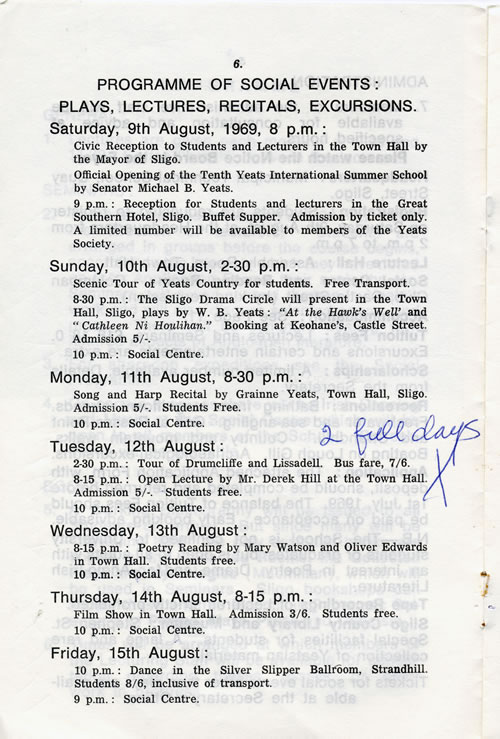 6.
PROGRAMME OF SOCIAL EVENTS :
PLAYS, LECTURES, RECITALS, EXCURSIONS.
Saturday, 9th August, 1969, 8 p.m. :
Civic Reception to Students and Lecturers in the Town Hall by
the Mayor of Sligo.
Official Opening of the Tenth Yeats International Summer School
by Senator Michael B. Yeats.
9 p.m. : Reception for Students and lecturers in the Great
Southern Hotel, Sligo. Buffet Supper. Admission by ticket only.
A limited number will be available to members of the Yeats
Society.
Sunday, 10th August, 2-30 p.m. :
Scenic Tour of Yeats Country for students. Free Transport.
8-30 p.m. : The Sligo Drama Circle will present in the Town
Hall, Sligo, plays by W. B. Yeats : "At the Hawk's Well' and
"Cathleen Ni Houlihan." Booking at Keohane's, Castle Street.
Admission 5/-.
10 p.m. : Social Centre.
Monday, 11th August, 8-30 p.m. :
Song and Harp Recital by Grainne Yeats, Town Hall, Sligo.
Admission 5/-. Students Free.
10 p.m. : Social Centre.
2 full days
X
Tuesday, 12th August :
2-30 p.m. : Tour of Drumcliffe and Lissadell. Bus fare, 7/6.
8-15 p.m. : Open Lecture by Mr. Derek Hill at the Town Hall.
Admission 5/-. Students free.
10 p.m. : Social Centre.
Wednesday, 13th August :
8-15 p.m. : Poetry Reading by Mary Watson and Oliver Edwards
in Town Hall. Students free.
10 p.m. : Social Centre.
Thursday, 14th August, 8-15 p.m. :
Film Show in Town Hall. Admission 3/6. Students free.
10 p.m. : Social Centre.
Friday, 15th August :
10 p.m. : Dance in the Silver Slipper Ballroom, Strandhill.
Students 8/6, inclusive of transport.
9 p.m. : Social Centre.